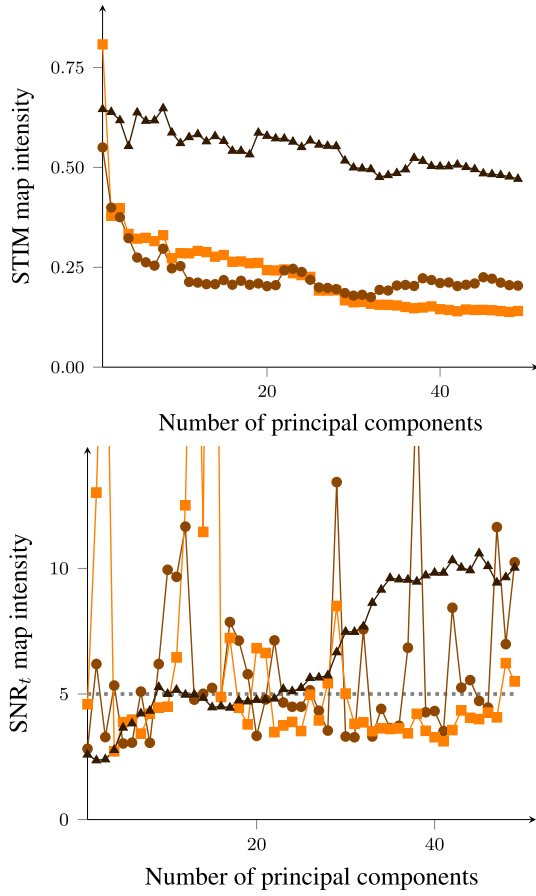 0.75
0.50
0.25
0.00
STIM map intensity
20 40
Number of principal components
10
5
0
SNRt map intensity
20 40
Number of principal components